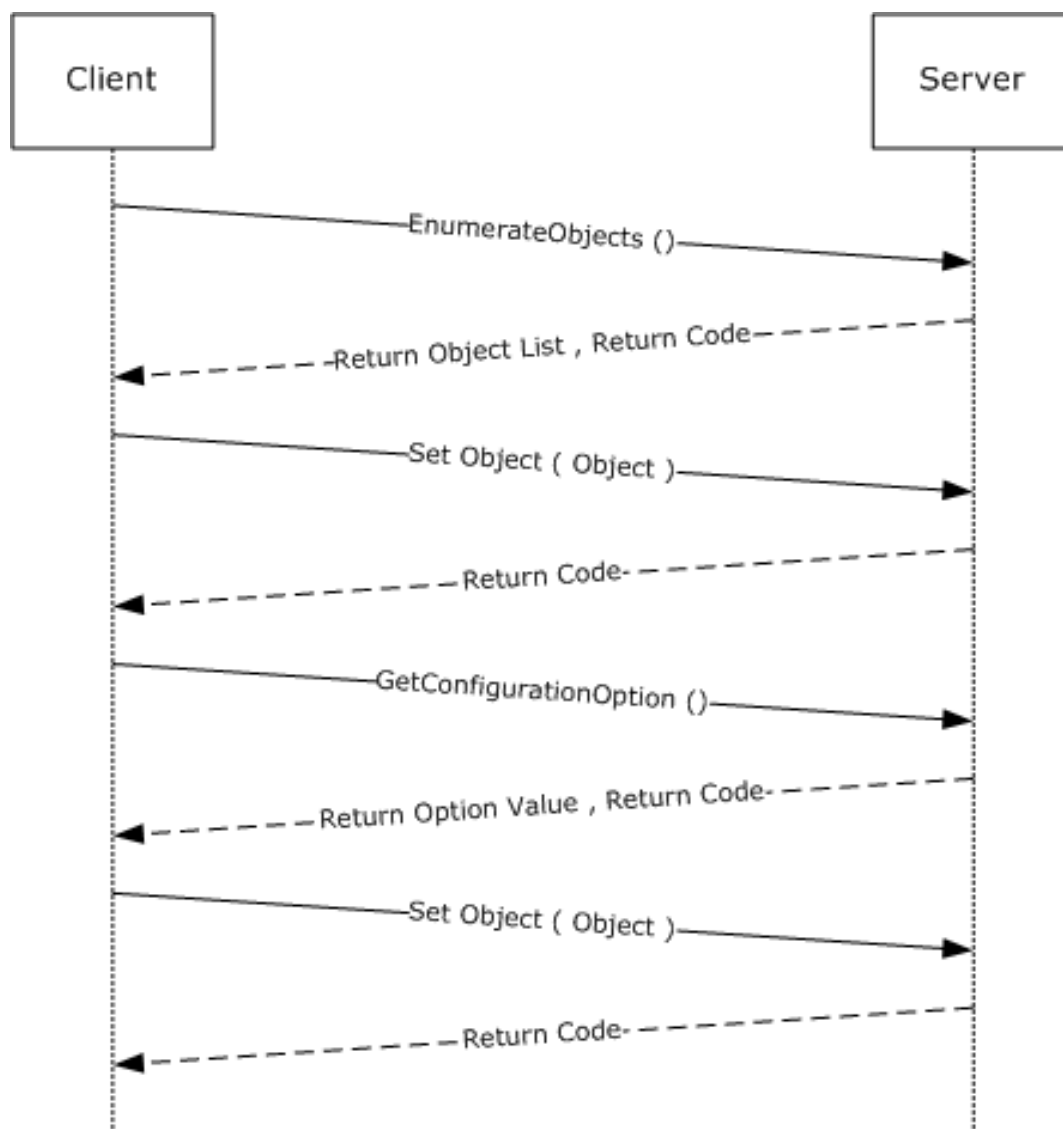 Client
Server
EnumerateObjects ()
Return Object List , Return Code
Set Object ( Object )
Return Code
GetConfigurationOption ()
Return Option Value , Return Code
Set Object ( Object )
Return Code